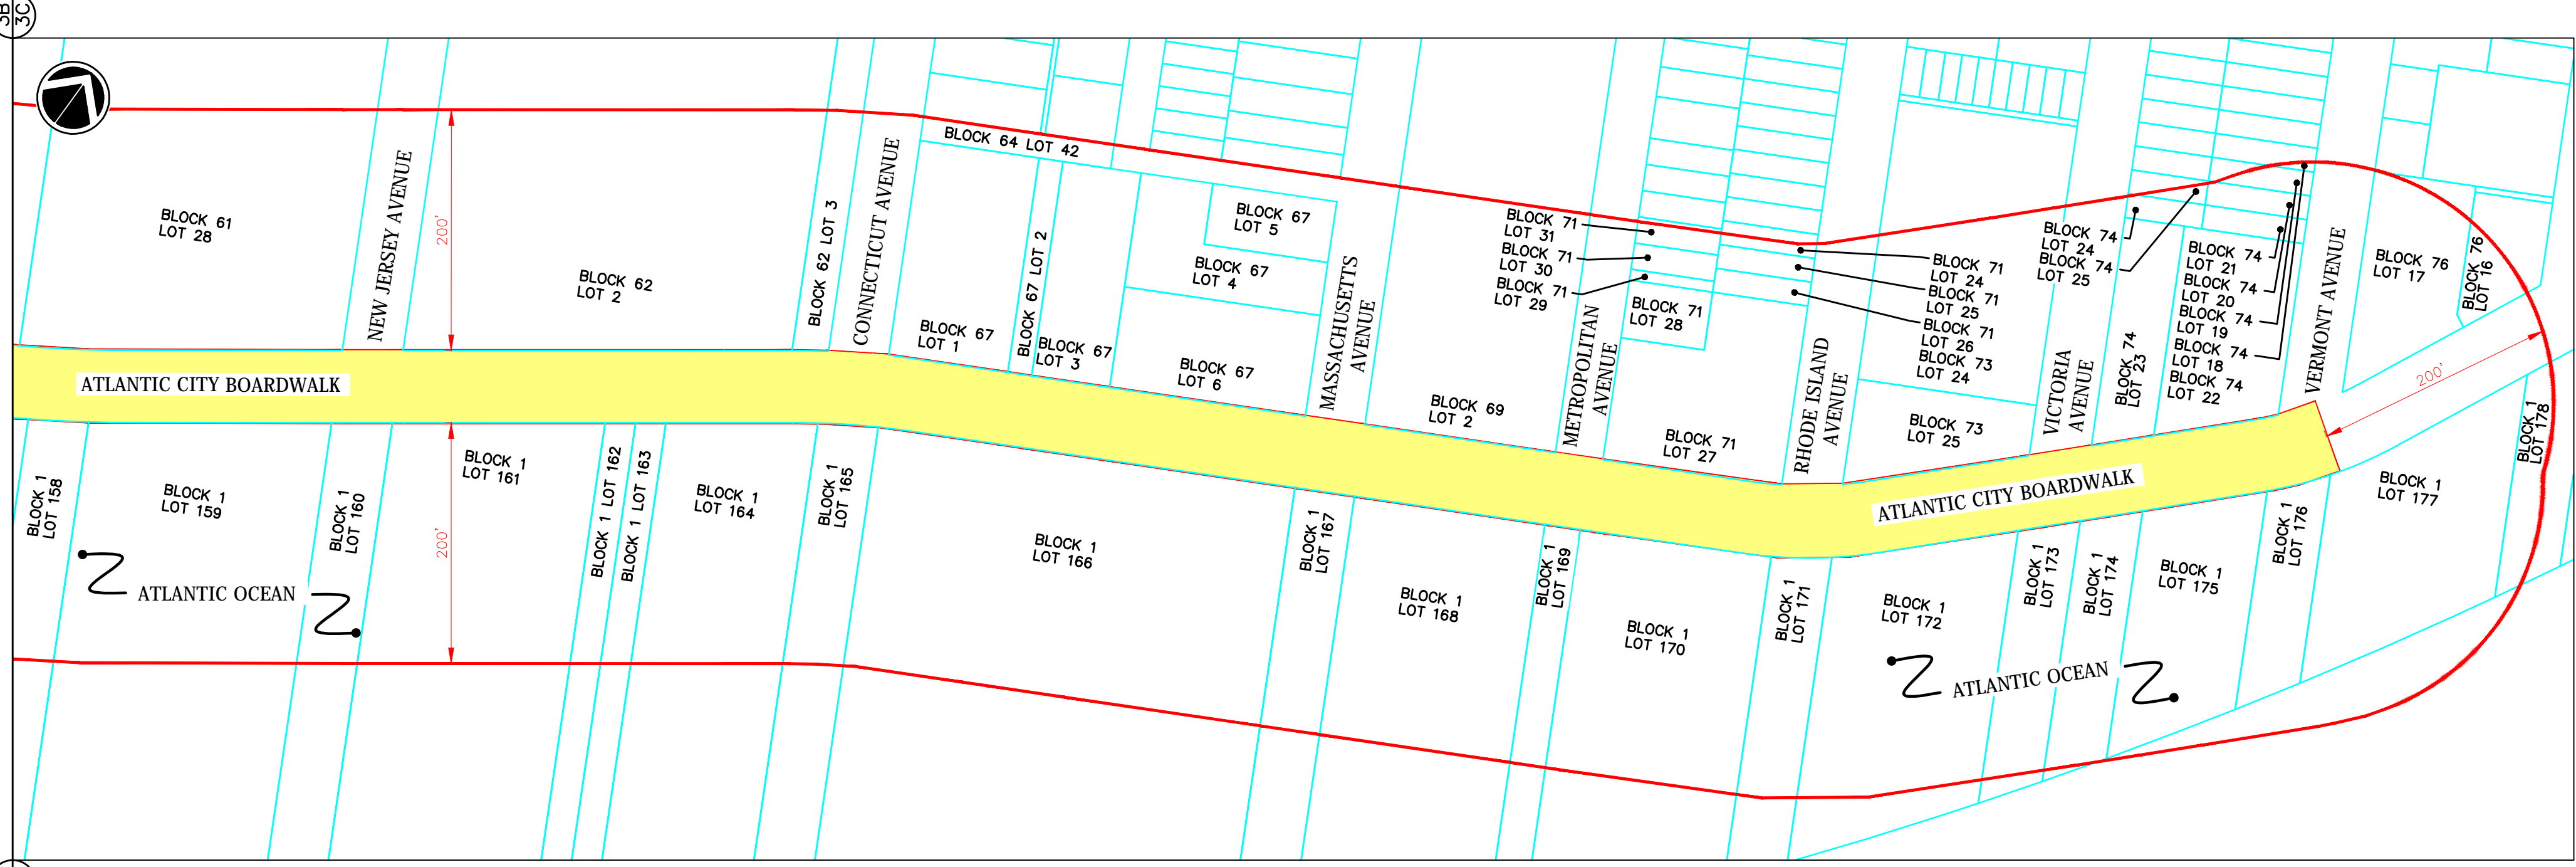 3B
3C
BLOCK 61
LOT 28
NEW JERSEY AVENUE
200'
BLOCK 62
LOT 2
BLOCK 62 LOT 3
CONNECTICUT AVENUE
BLOCK 64 LOT 42
BLOCK 67
LOT 1
BLOCK 67 LOT 2
BLOCK 67
LOT 3
BLOCK 67
LOT 5
BLOCK 67
LOT 4
BLOCK 67
LOT 6
MASSACHUSETTS
AVENUE
BLOCK 69
LOT 2
BLOCK 71
LOT 31
BLOCK 71
LOT 30
BLOCK 71
LOT 29
METROPOLITAN
AVENUE
BLOCK 71
LOT 28
BLOCK 71
LOT 27
RHODE ISLAND
AVENUE
BLOCK 71
LOT 24
BLOCK 71
LOT 25
BLOCK 71
LOT 26
BLOCK 73
LOT 24
BLOCK 73
LOT 25
VICTORIA
AVENUE
BLOCK 74
LOT 24
BLOCK 74
LOT 25
BLOCK 74
LOT 23
BLOCK 74
LOT 21
BLOCK 74
LOT 20
BLOCK 74
LOT 19
BLOCK 74
LOT 18
BLOCK 74
LOT 22
VERMONT AVENUE
BLOCK 76
LOT 17
BLOCK 76
LOT 16
200'
ATLANTIC CITY BOARDWALK
ATLANTIC CITY BOARDWALK
BLOCK 1
LOT 158
BLOCK 1
LOT 159
BLOCK 1
LOT 160
BLOCK 1
LOT 161
200'
BLOCK 1 LOT 162
BLOCK 1 LOT 163
BLOCK 1
LOT 164
BLOCK 1
LOT 165
BLOCK 1
LOT 166
BLOCK 1
LOT 167
BLOCK 1
LOT 168
BLOCK 1
LOT 169
BLOCK 1
LOT 170
BLOCK 1
LOT 171
BLOCK 1
LOT 172
BLOCK 1
LOT 173
BLOCK 1
LOT 174
BLOCK 1
LOT 175
BLOCK 1
LOT 176
BLOCK 1
LOT 177
BLOCK 1
LOT 178
ATLANTIC OCEAN
ATLANTIC OCEAN